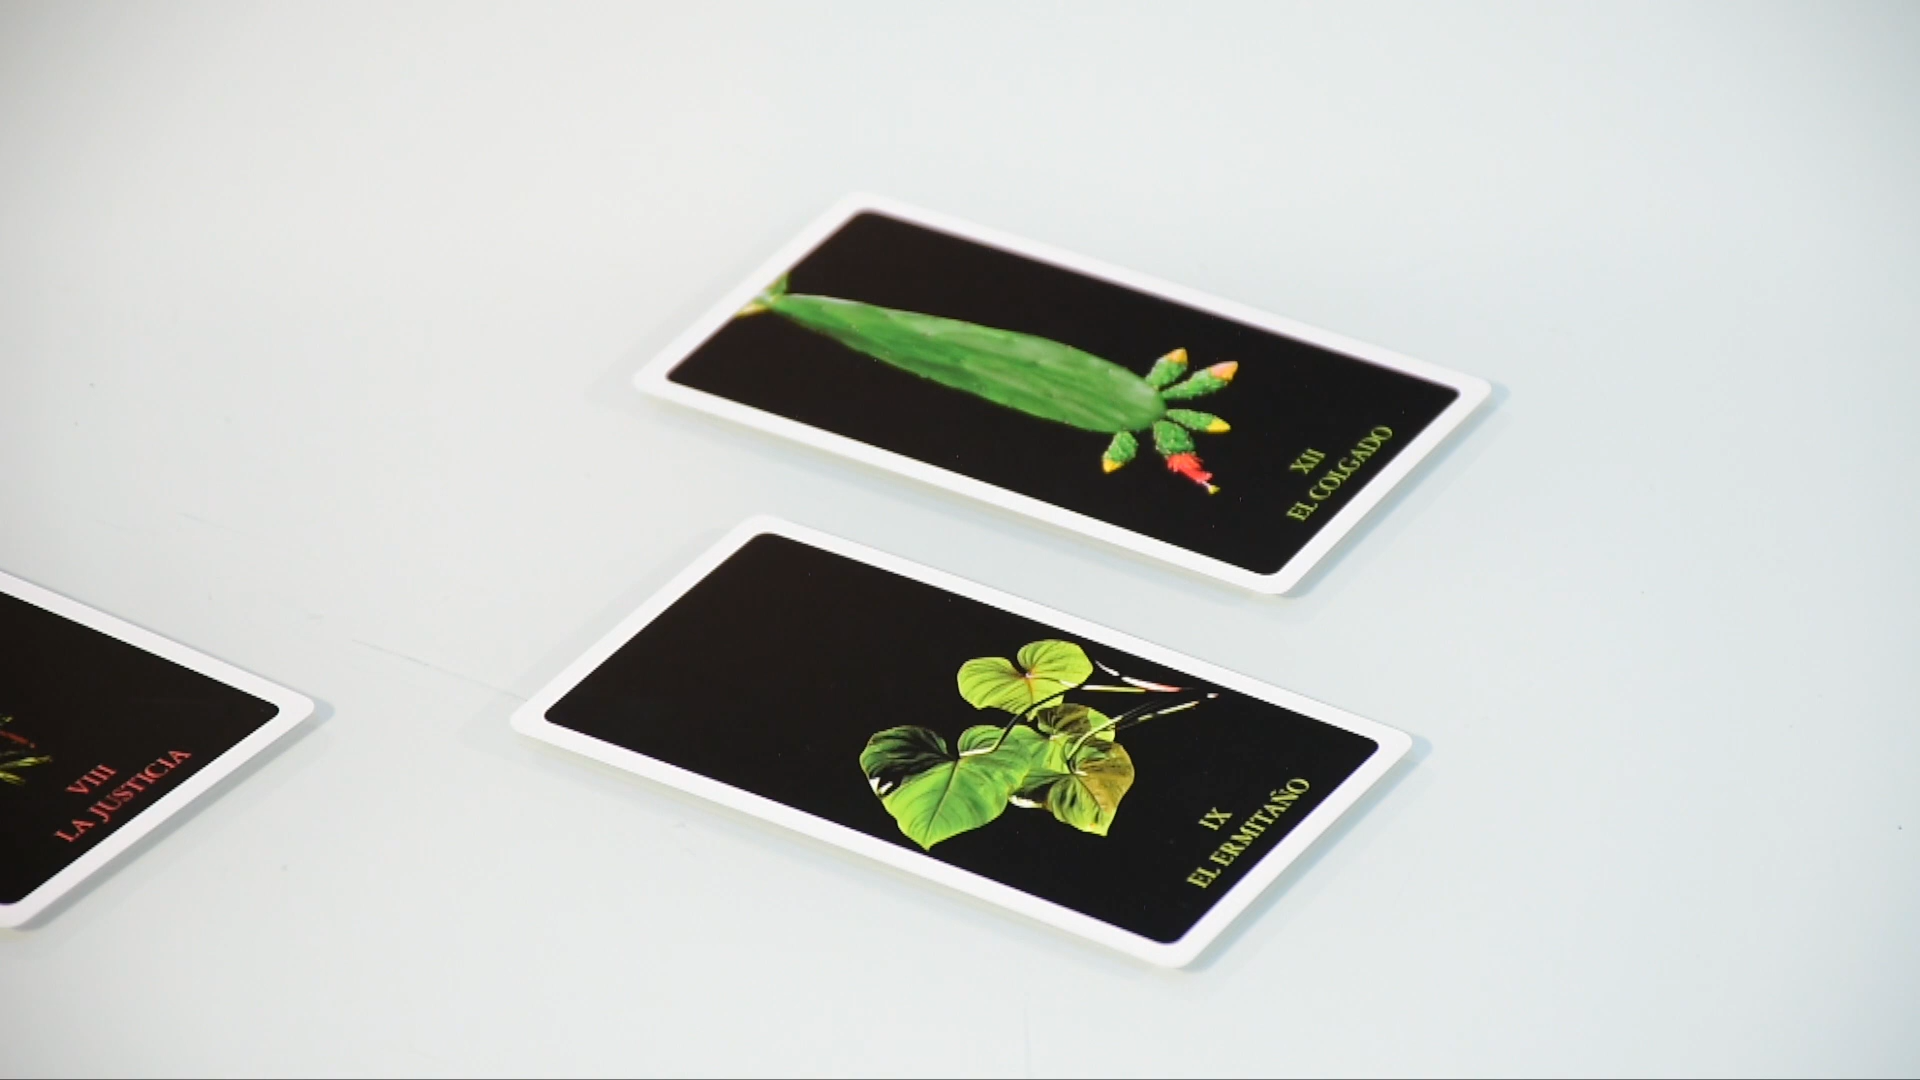 XII
EL COLGADO
IX
EL ERMITAÑO
VIII
LA JUSTICIA